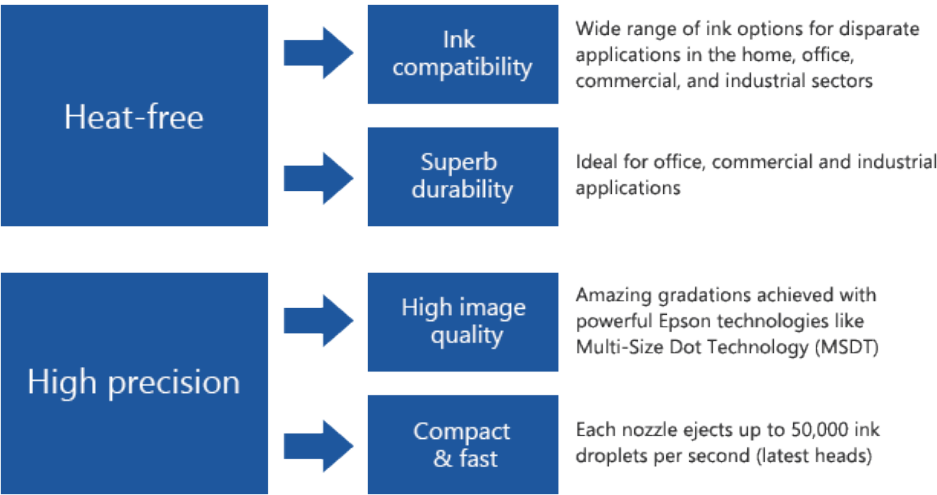 Heat-free
Ink
compatibility
Wide range of ink options for disparate
applications in the home, office,
commercial, and industrial sectors
Superb
durability
Ideal for office, commercial and industrial
applications
High precision
High image
quality
Amazing gradations achieved with
powerful Epson technologies like
Multi-Size Dot Technology (MSDT)
Compact
& fast
Each nozzle ejects up to 50,000 ink
droplets per second (latest heads)